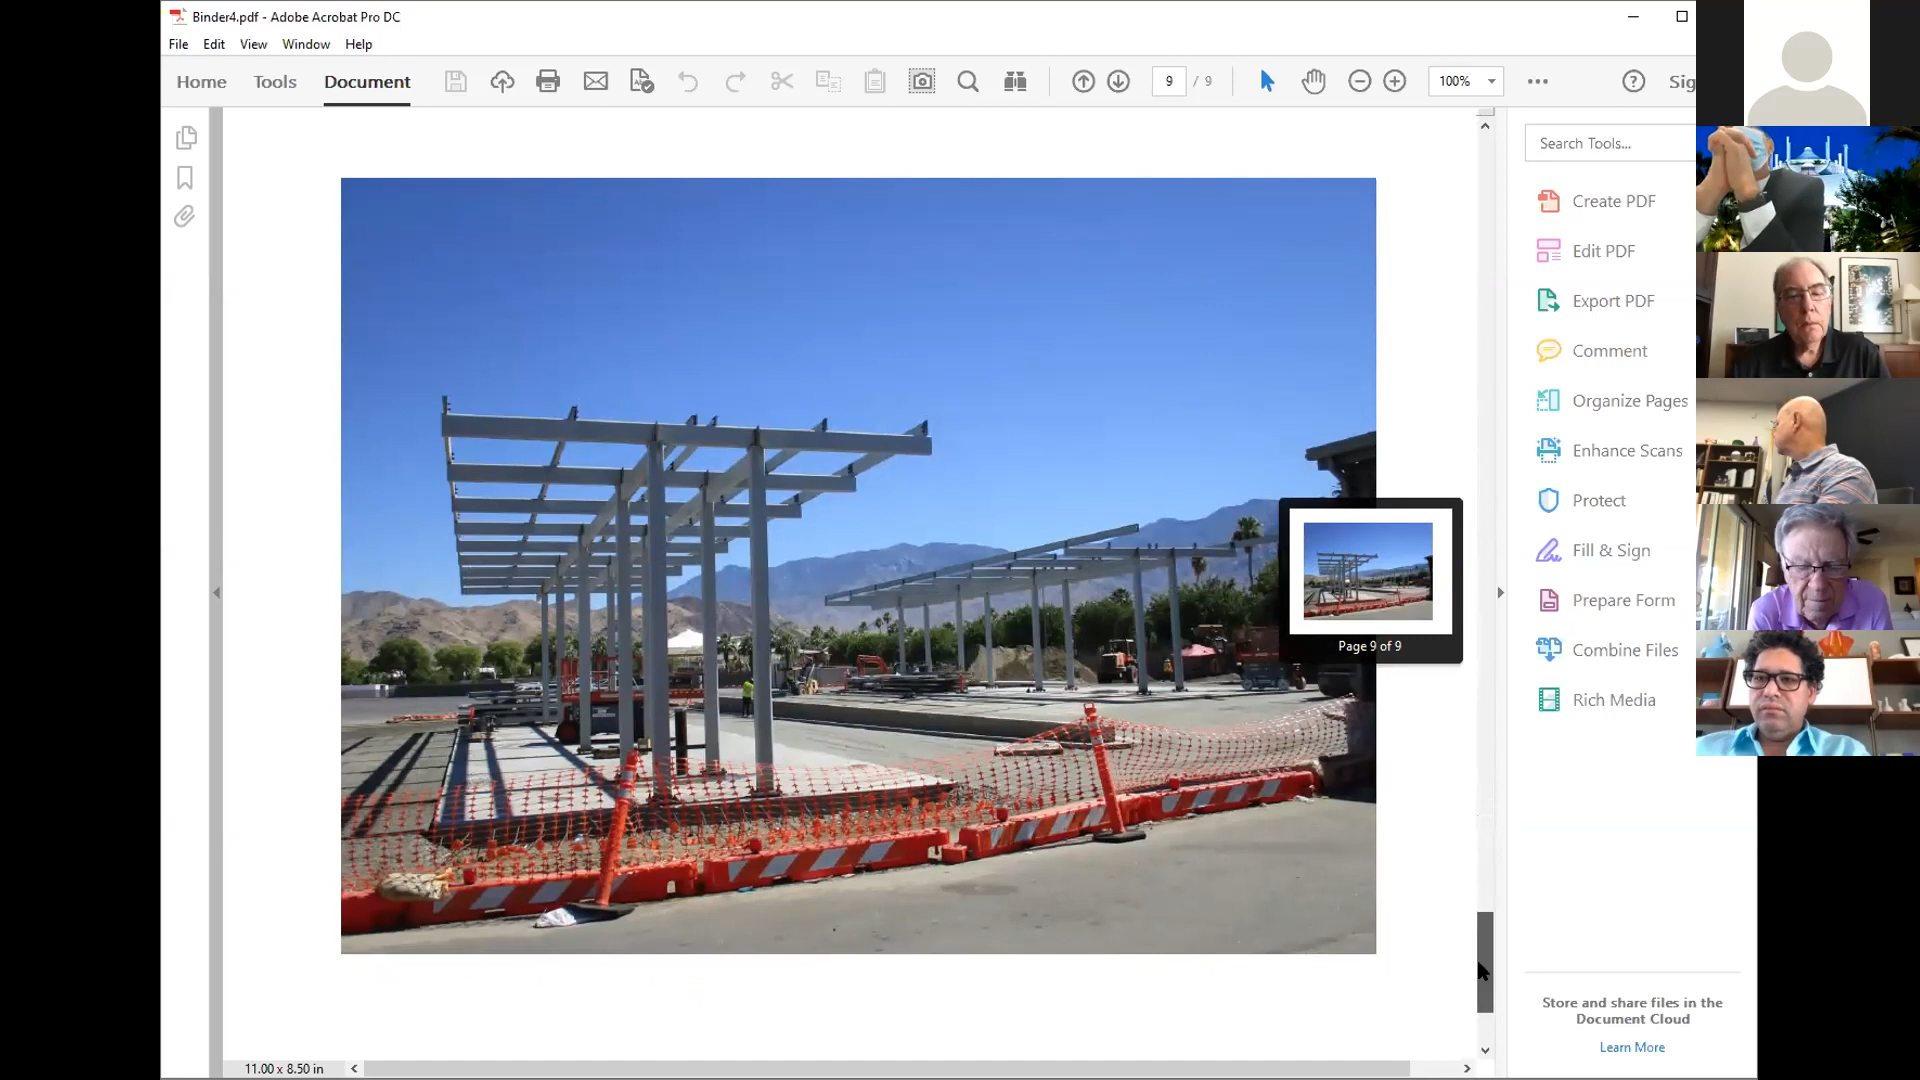 Binder4.pdf - Adobe Acrobat Pro DC
File Edit View Window Help
Home Tools Document 9 / 9 100% Sig
Search Tools...
Create PDF
Edit PDF
Export PDF
Comment
Organize Pages
Enhance Scans
Protect
Fill & Sign
Prepare Form
Combine Files
Rich Media
Page 9 of 9
Store and share files in the
Document Cloud
Learn More
11.00 x 8.50 in